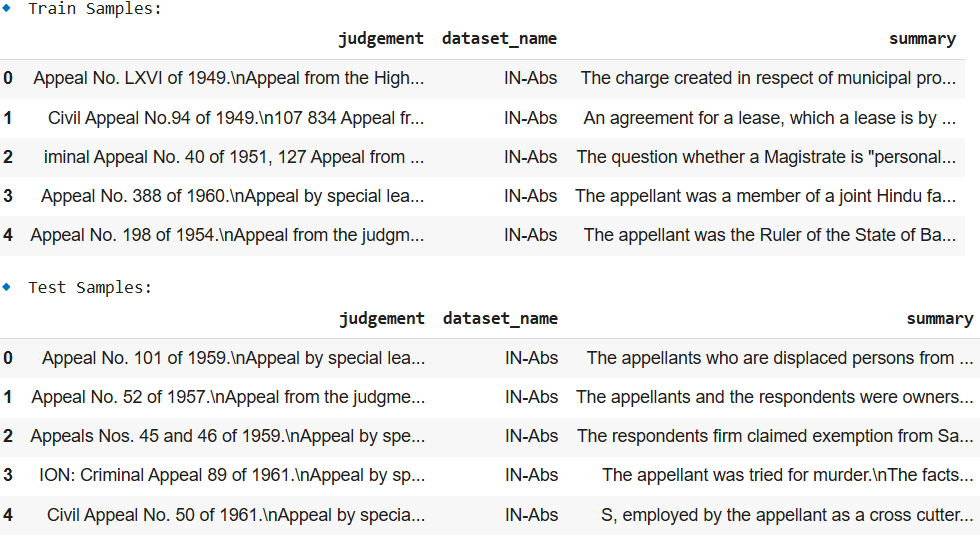 Train Samples:
judgement dataset_name summary
0 Appeal No. LXVI of 1949.\nAppeal from the High... IN-Abs The charge created in respect of municipal pro...
1 Civil Appeal No.94 of 1949.\n107 834 Appeal fr... IN-Abs An agreement for a lease, which a lease is by ...
2 iminal Appeal No. 40 of 1951, 127 Appeal from ... IN-Abs The question whether a Magistrate is "personal...
3 Appeal No. 388 of 1960.\nAppeal by special lea... IN-Abs The appellant was a member of a joint Hindu fa...
4 Appeal No. 198 of 1954.\nAppeal from the judgm... IN-Abs The appellant was the Ruler of the State of Ba...
Test Samples:
judgement dataset_name summary
0 Appeal No. 101 of 1959.\nAppeal by special lea... IN-Abs The appellants who are displaced persons from ...
1 Appeal No. 52 of 1957.\nAppeal from the judgme... IN-Abs The appellants and the respondents were owners...
2 Appeals Nos. 45 and 46 of 1959.\nAppeal by spe... IN-Abs The respondents firm claimed exemption from Sa...
3 ION: Criminal Appeal 89 of 1961.\nAppeal by sp... IN-Abs The appellant was tried for murder.\nThe facts...
4 Civil Appeal No. 50 of 1961.\nAppeal by specia... IN-Abs S, employed by the appellant as a cross cutter...